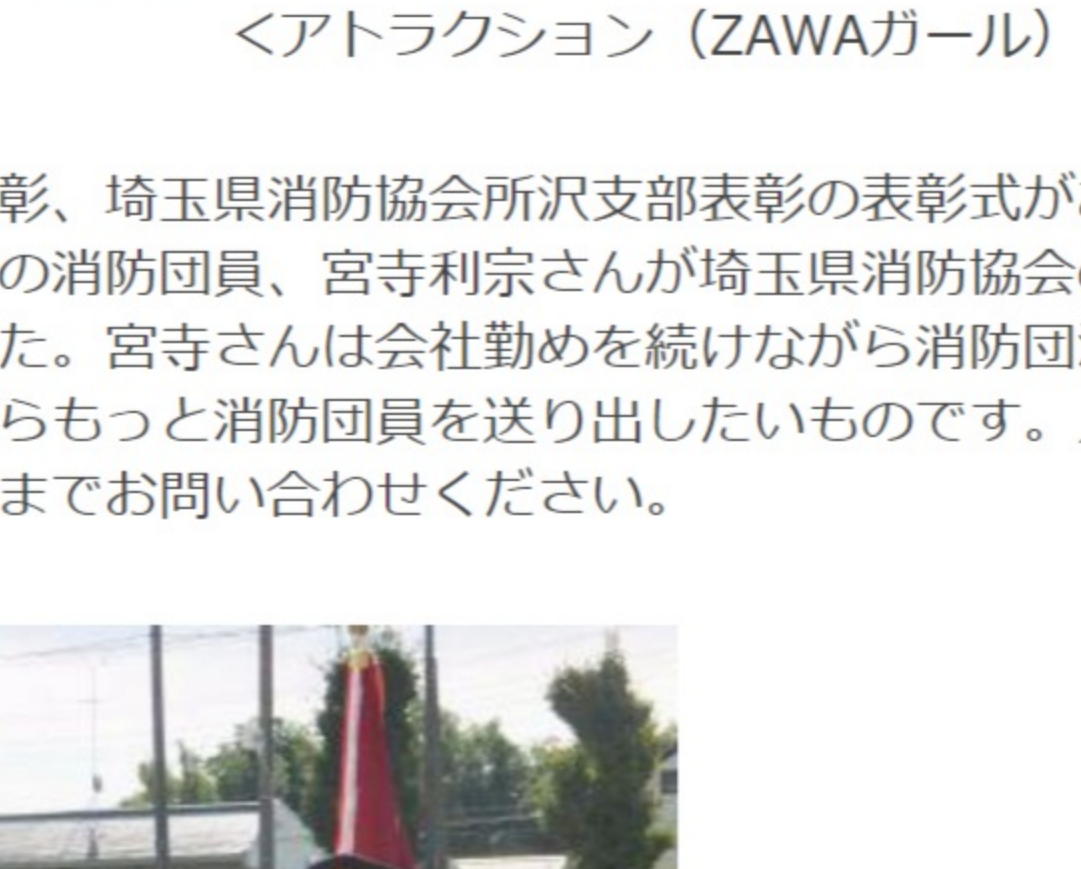 ＜アトラクション（ZAWAガール）
彰、埼玉県消防協会所沢支部表彰の表彰式が
の消防団員、宮寺利宗さんが埼玉県消防協会
た。宮寺さんは会社勤めを続けながら消防団
らもっと消防団員を送り出したいものです。
までお問い合わせください。